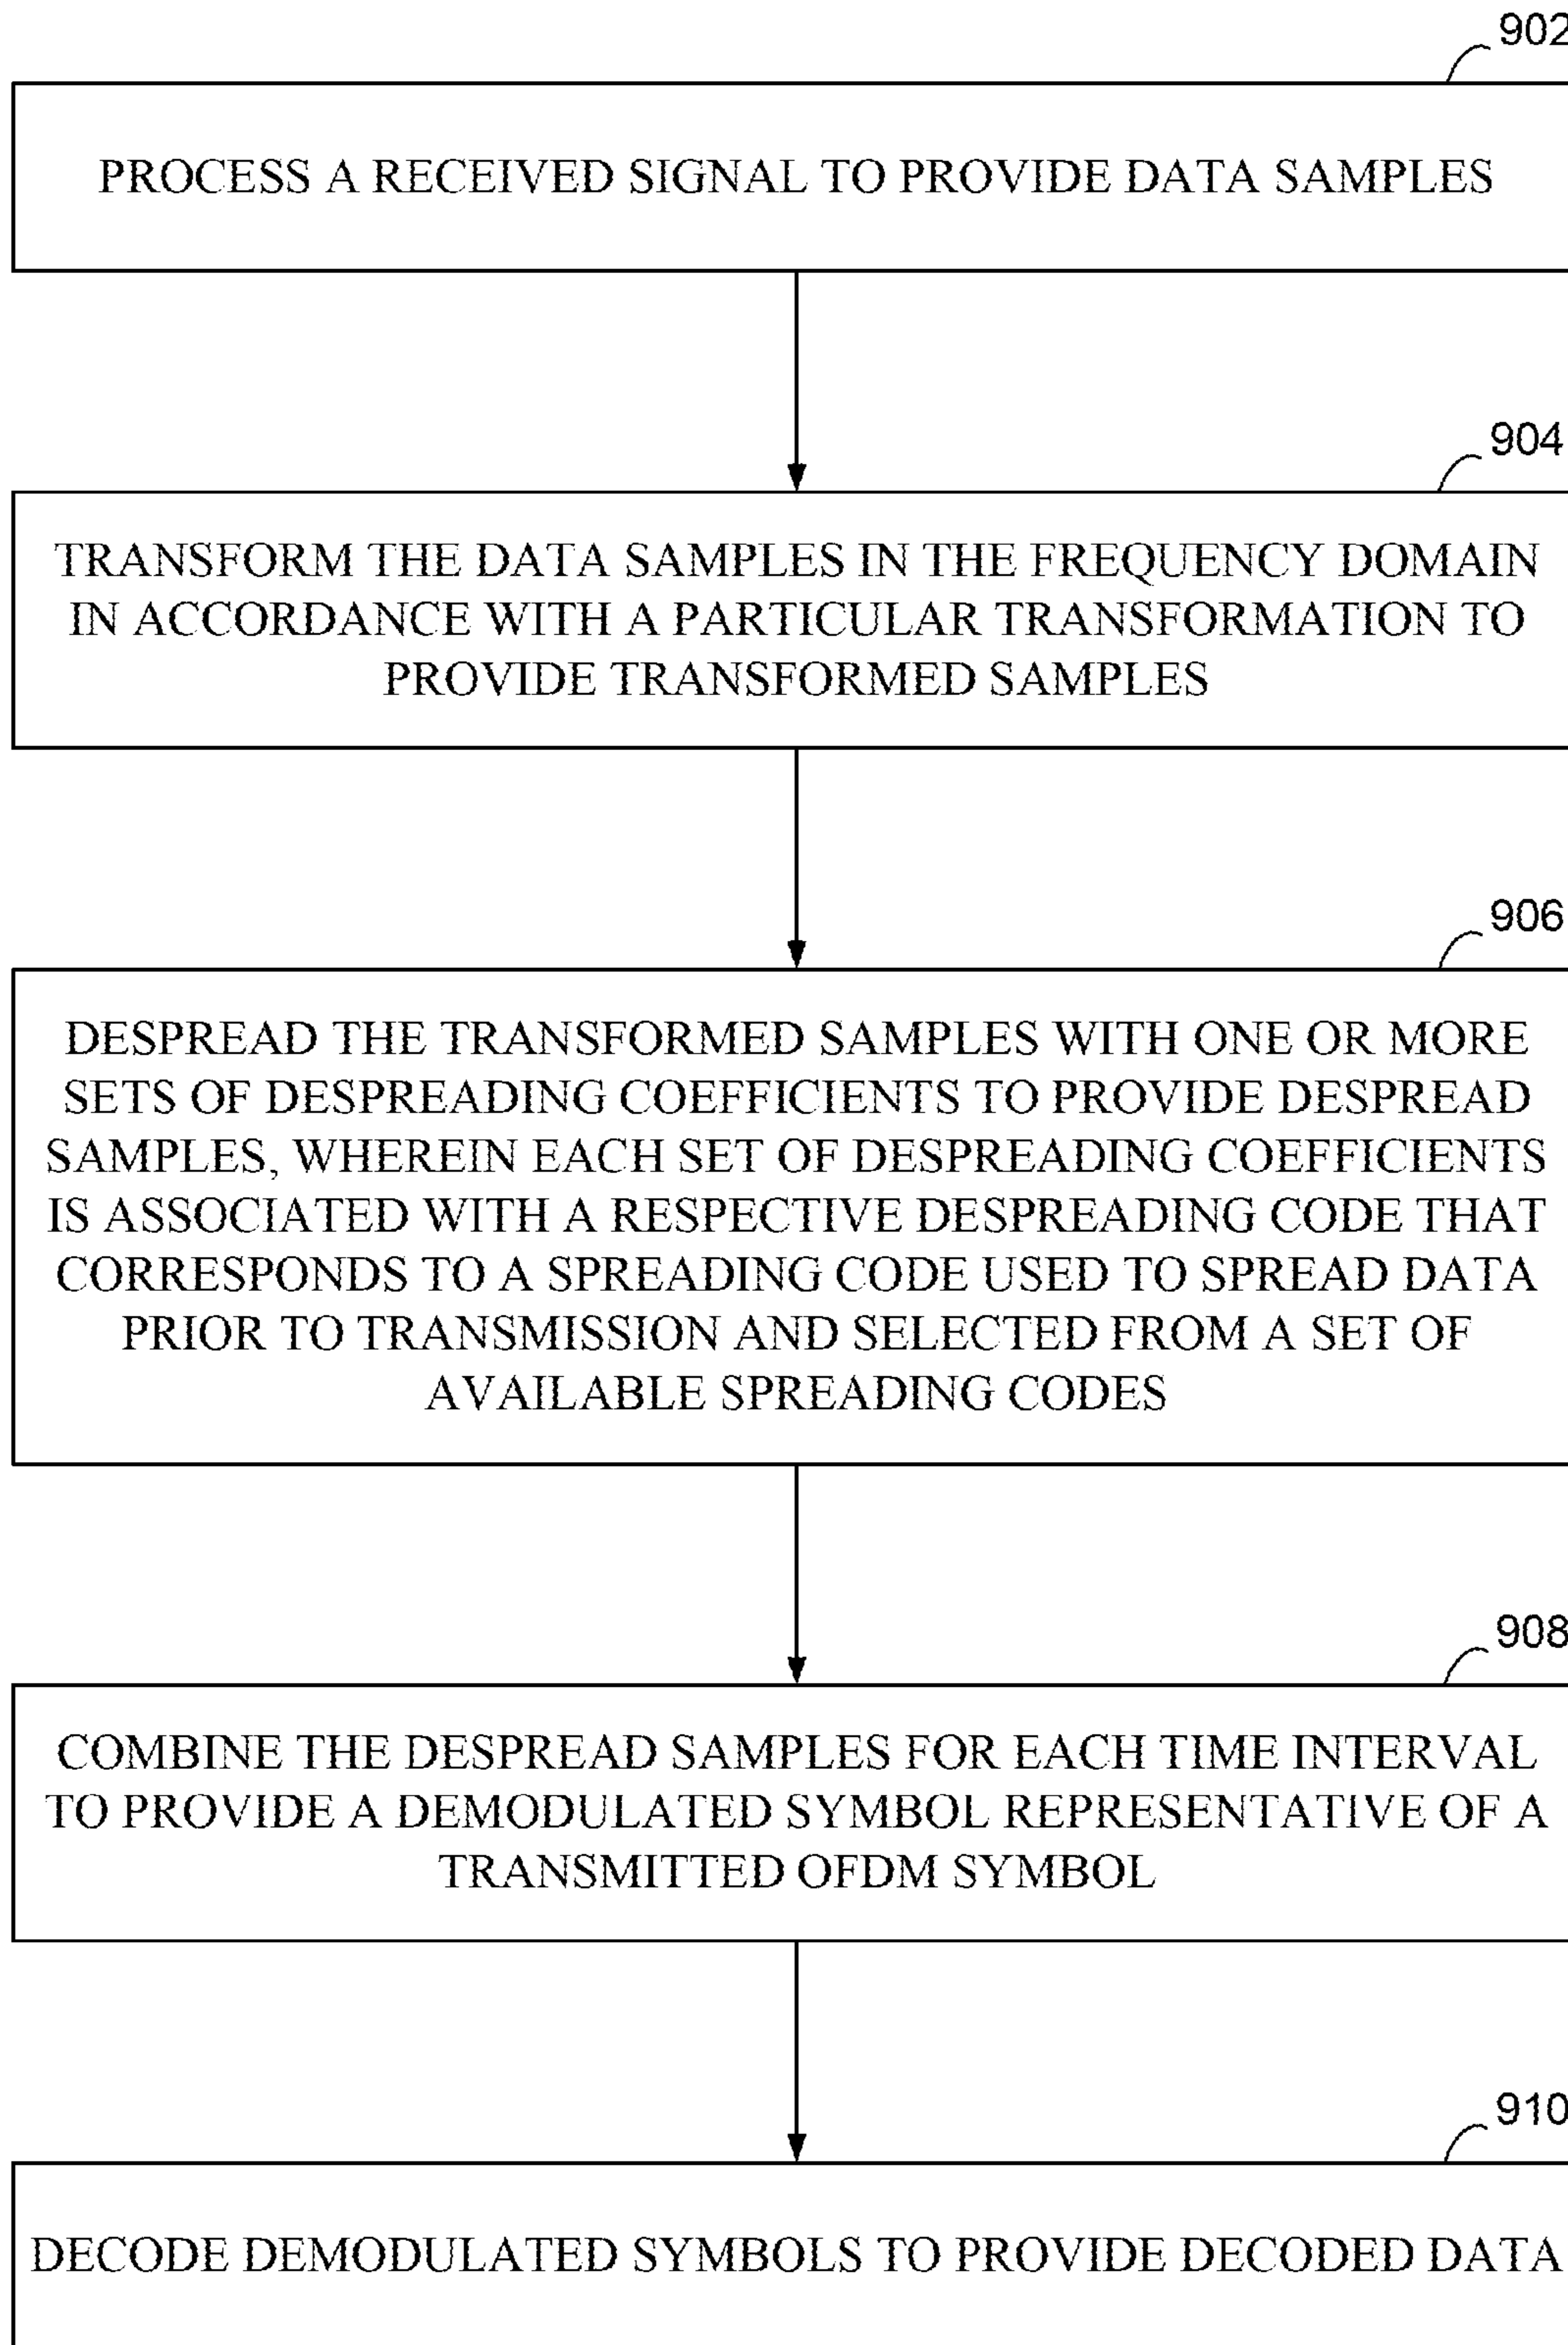 902
PROCESS A RECEIVED SIGNAL TO PROVIDE DATA SAMPLES
904
TRANSFORM THE DATA SAMPLES IN THE FREQUENCY DOMAIN
IN ACCORDANCE WITH A PARTICULAR TRANSFORMATION TO
PROVIDE TRANSFORMED SAMPLES
906
DESPREAD THE TRANSFORMED SAMPLES WITH ONE OR MORE
SETS OF DESPREADING COEFFICIENTS TO PROVIDE DESPREAD
SAMPLES, WHEREIN EACH SET OF DESPREADING COEFFICIENTS
IS ASSOCIATED WITH A RESPECTIVE DESPREADING CODE THAT
CORRESPONDS TO A SPREADING CODE USED TO SPREAD DATA
PRIOR TO TRANSMISSION AND SELECTED FROM A SET OF
AVAILABLE SPREADING CODES
908
COMBINE THE DESPREAD SAMPLES FOR EACH TIME INTERVAL
TO PROVIDE A DEMODULATED SYMBOL REPRESENTATIVE OF A
TRANSMITTED OFDM SYMBOL
910
DECODE DEMODULATED SYMBOLS TO PROVIDE DECODED DATA